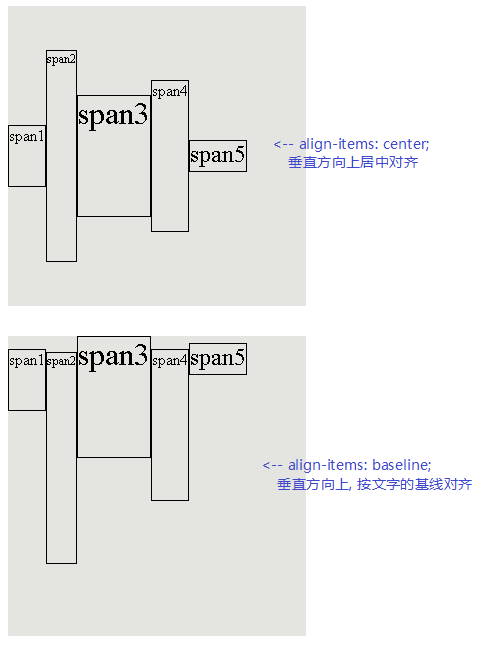 span2
span4
span3
span1
<-- align-items: center;
span5
垂直方向上居中对齐
span1 span2 span3 span4 span5
<-- align-items: baseline;
垂直方向上, 按文字的基线对齐